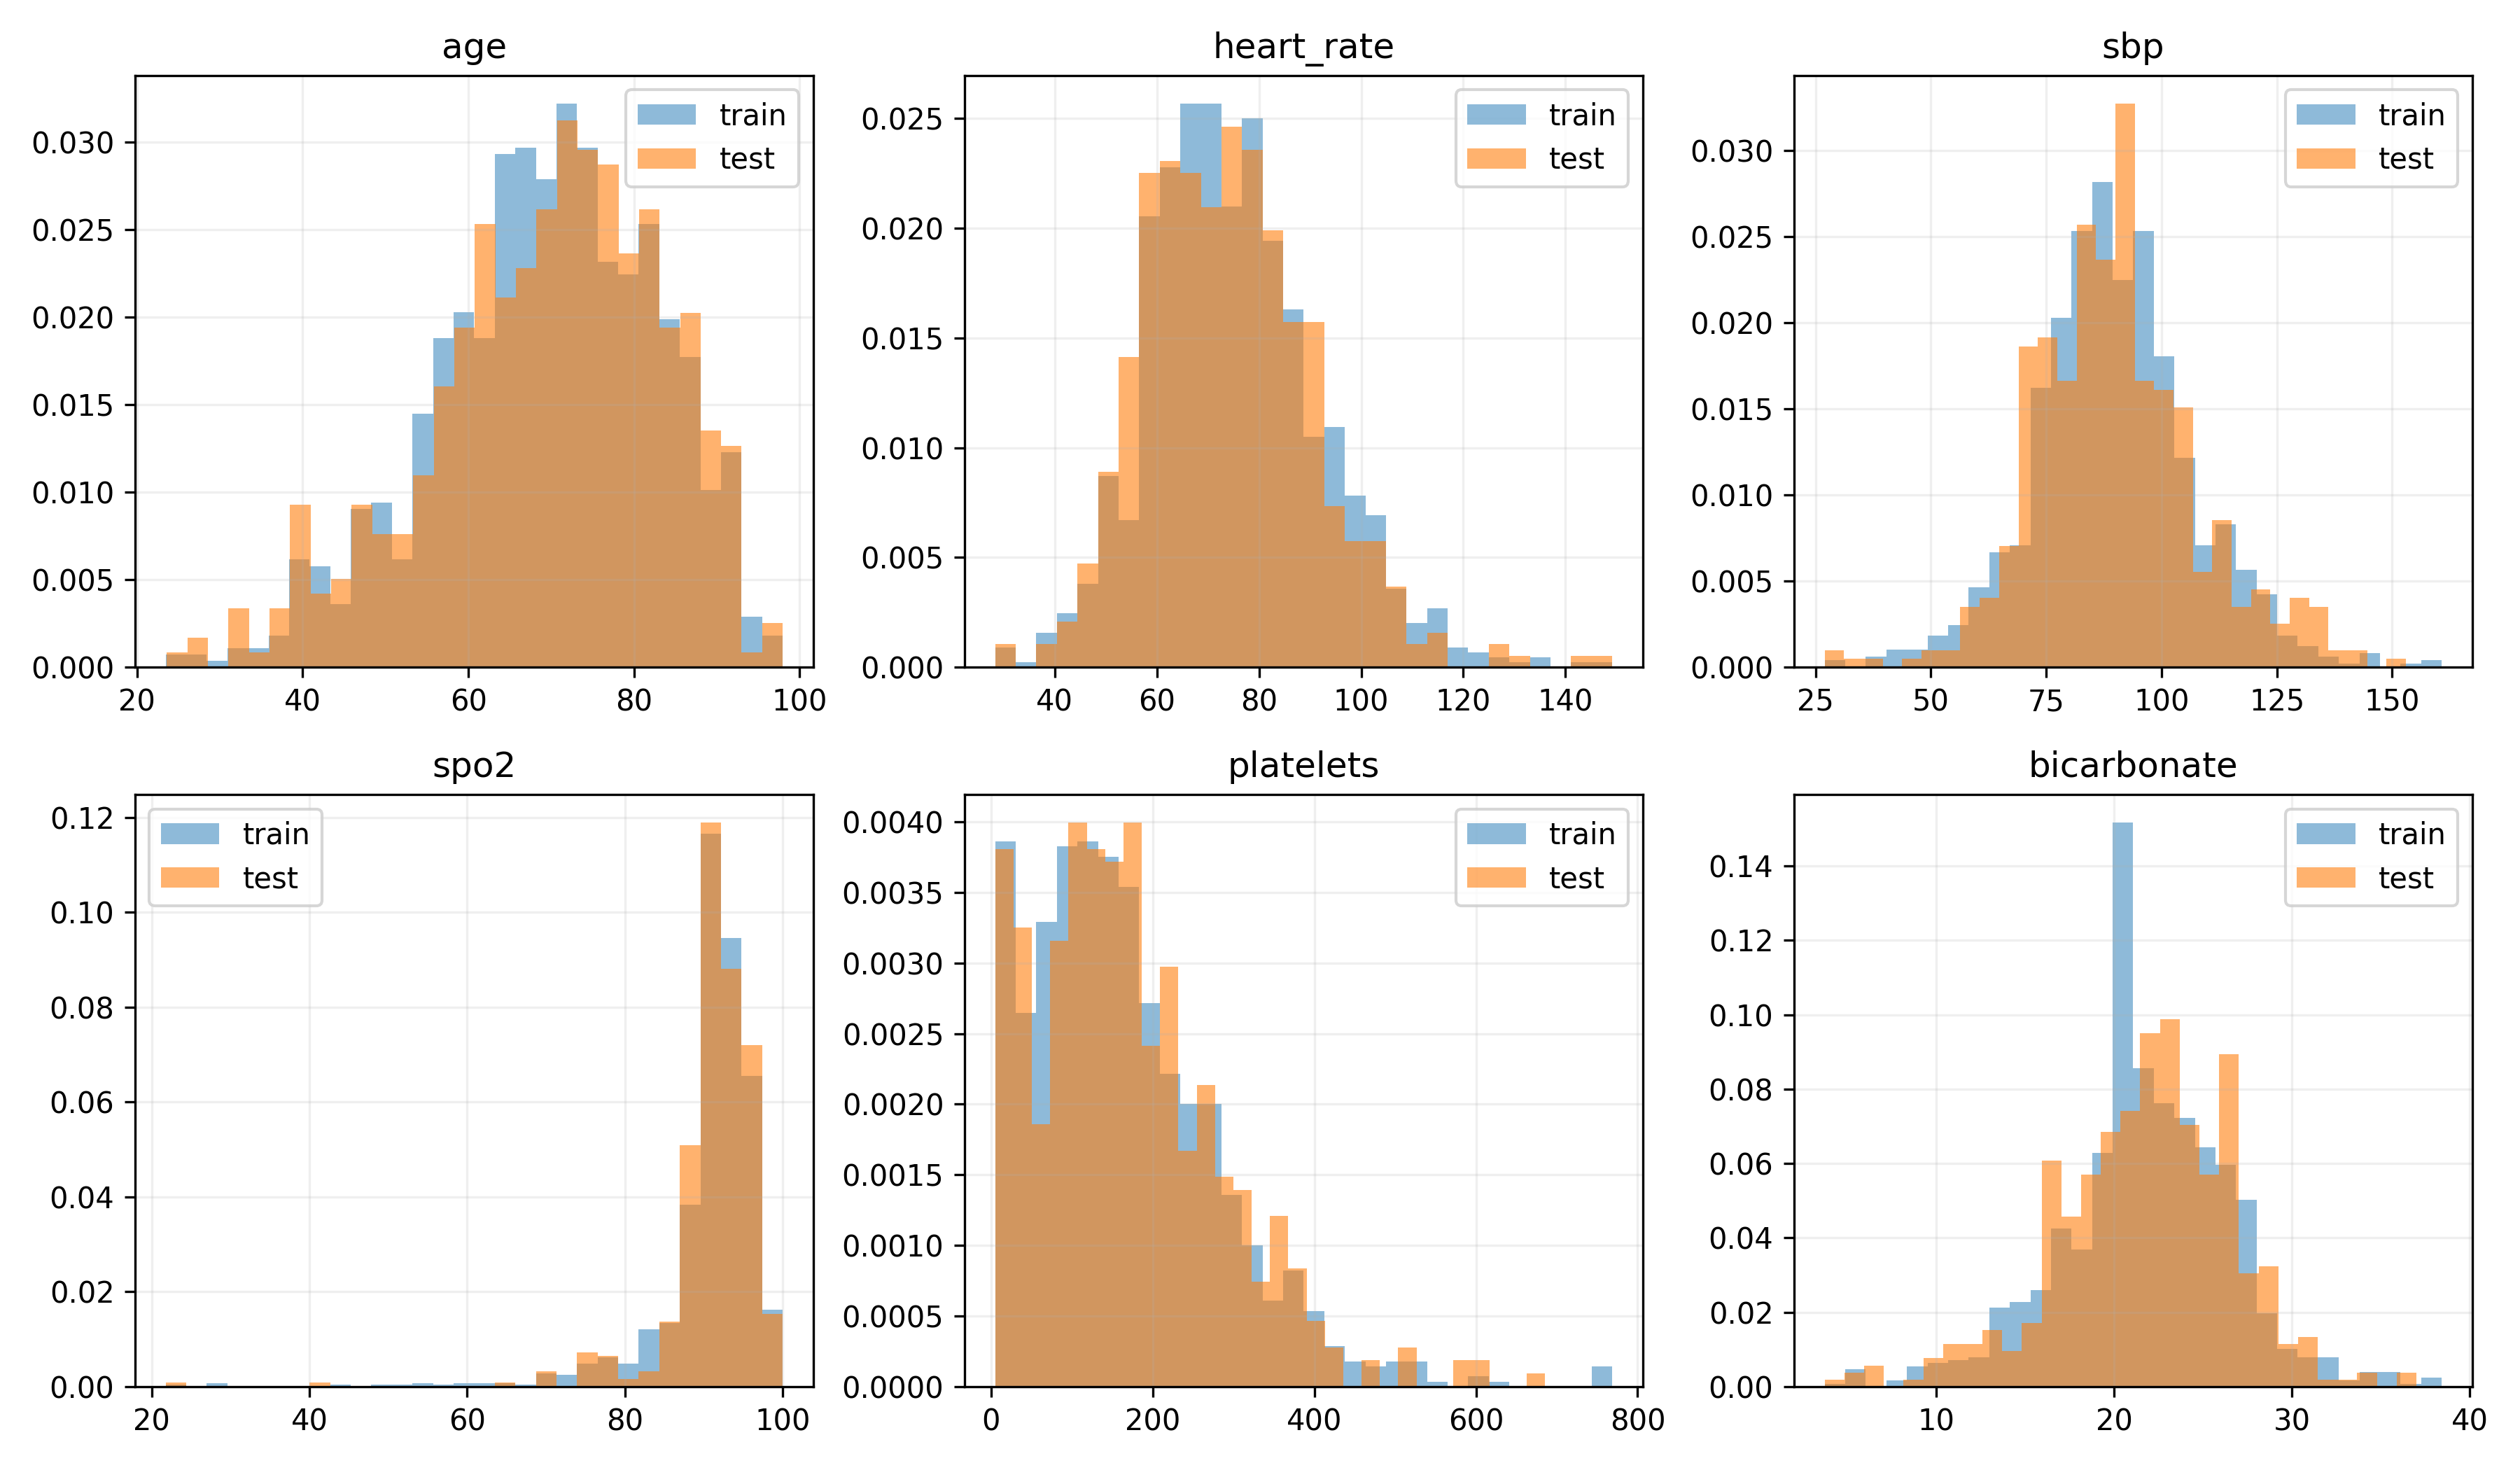 age
train
test
0.030
0.025
0.020
0.015
0.010
0.005
0.000
20 40 60 80 100
heart_rate
train
test
0.025
0.020
0.015
0.010
0.005
0.000
40 60 80 100 120 140
sbp
train
test
0.030
0.025
0.020
0.015
0.010
0.005
0.000
25 50 75 100 125 150
spo2
train
test
0.12
0.10
0.08
0.06
0.04
0.02
0.00
20 40 60 80 100
platelets
train
test
0.0040
0.0035
0.0030
0.0025
0.0020
0.0015
0.0010
0.0005
0.0000
0 200 400 600 800
bicarbonate
train
test
0.14
0.12
0.10
0.08
0.06
0.04
0.02
0.00
10 20 30 40